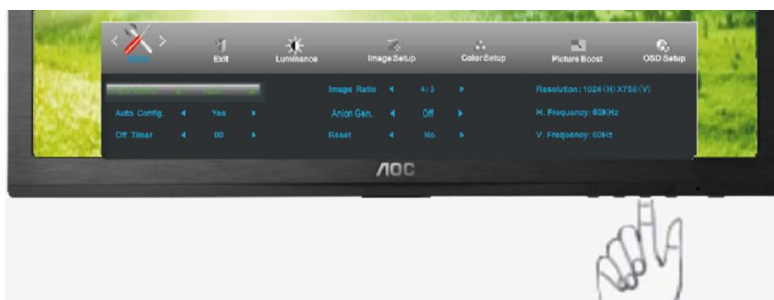 Exit
Luminance
Image Setup
Color Setup
Picture Boost
OSD Setup
Image Ratio 4:3 Resolution: 1024(H)X768(V)
Auto Config. Yes Anion Gen. Off H. Frequency: 60KHz
Off Timer 00 Reset No V. Frequency: 60Hz
AOC